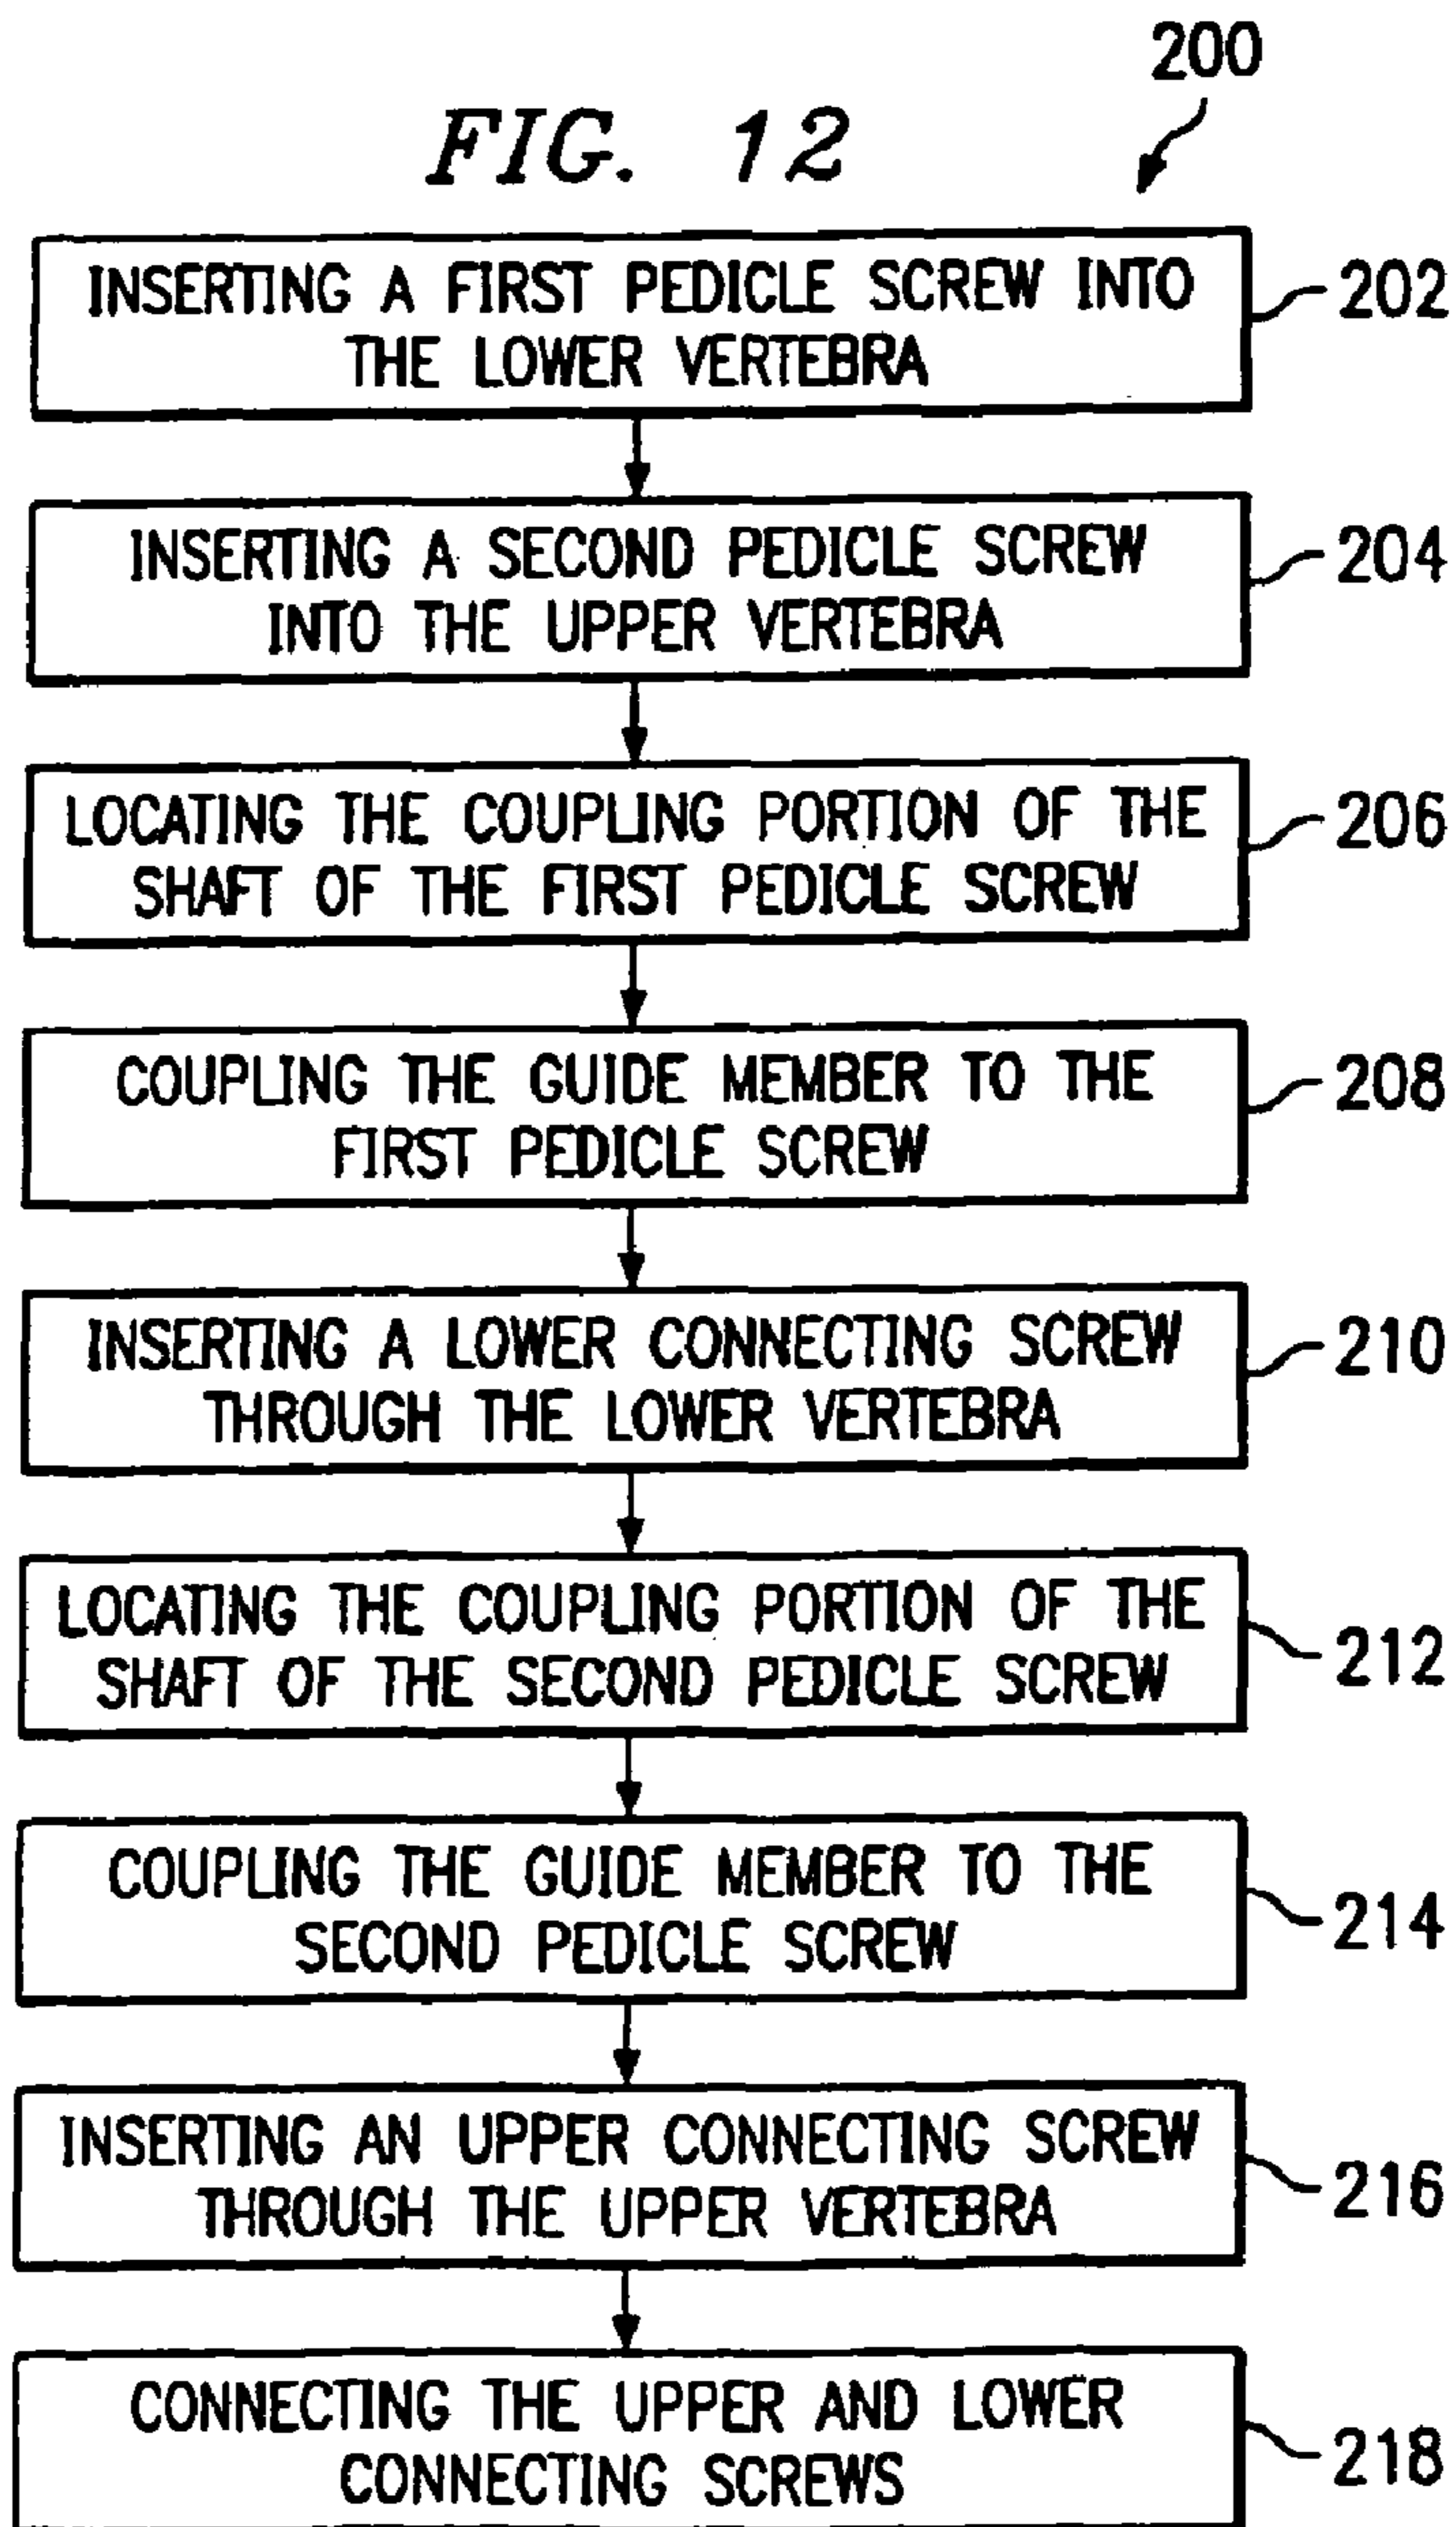 200
FIG. 12
INSERTING A FIRST PEDICLE SCREW INTO
THE LOWER VERTEBRA
202
INSERTING A SECOND PEDICLE SCREW
INTO THE UPPER VERTEBRA
204
LOCATING THE COUPLING PORTION OF THE
SHAFT OF THE FIRST PEDICLE SCREW
206
COUPLING THE GUIDE MEMBER TO THE
FIRST PEDICLE SCREW
208
INSERTING A LOWER CONNECTING SCREW
THROUGH THE LOWER VERTEBRA
210
LOCATING THE COUPLING PORTION OF THE
SHAFT OF THE SECOND PEDICLE SCREW
212
COUPLING THE GUIDE MEMBER TO THE
SECOND PEDICLE SCREW
214
INSERTING AN UPPER CONNECTING SCREW
THROUGH THE UPPER VERTEBRA
216
CONNECTING THE UPPER AND LOWER
CONNECTING SCREWS
218